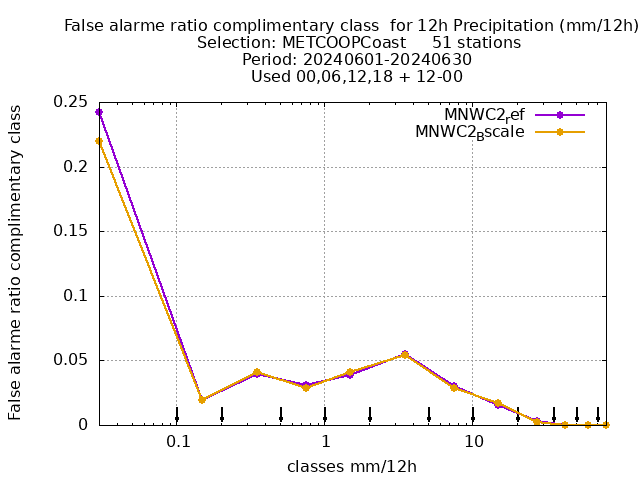 False alarme ratio complimentary class  for 12h Precipitation (mm/12h)
Selection: METCOOPCoast     51 stations
Period: 20240601-20240630
Used 00,06,12,18 + 12-00
MNWC2_ref
MNWC2_Bscale
False alarme ratio complimentary class
0.25
0.2
0.15
0.1
0.05
0
0.1 1 10
classes mm/12h